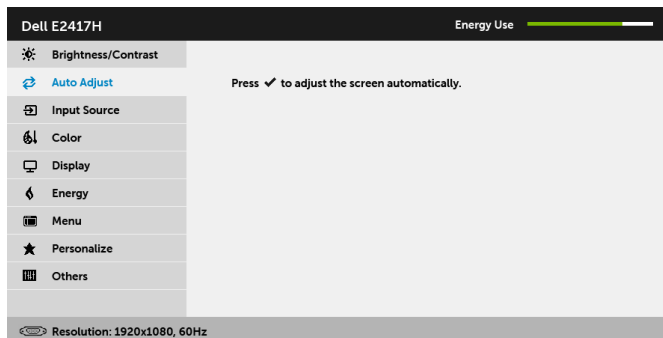 Dell E2417H
Energy Use
Brightness/Contrast
Auto Adjust
Press ✔ to adjust the screen automatically.
Input Source
Color
Display
Energy
Menu
Personalize
Others
Resolution: 1920x1080, 60Hz